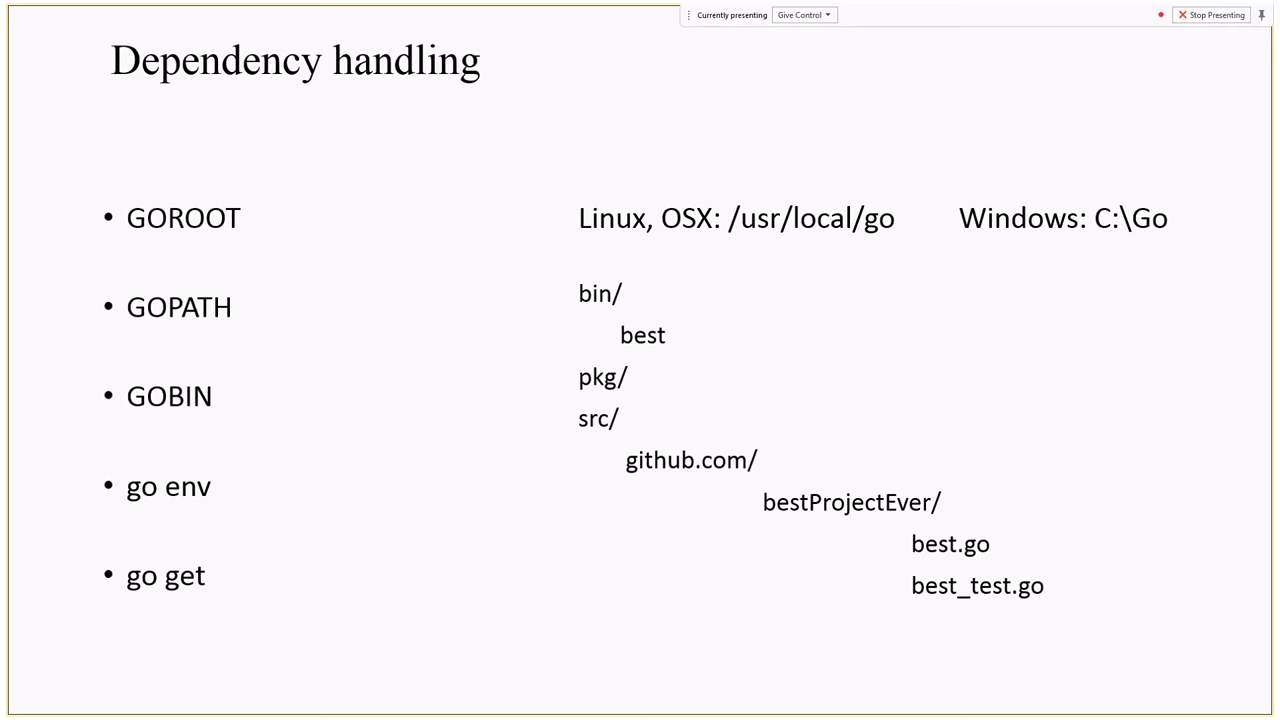 Currently presenting Give Control Stop Presenting
Dependency handling
• GOROOT
Linux, OSX: /usr/local/go Windows: C:\Go
• GOPATH
• GOBIN
• go env
• go get
bin/
best
pkg/
src/
github.com/
bestProjectEver/
best.go
best_test.go